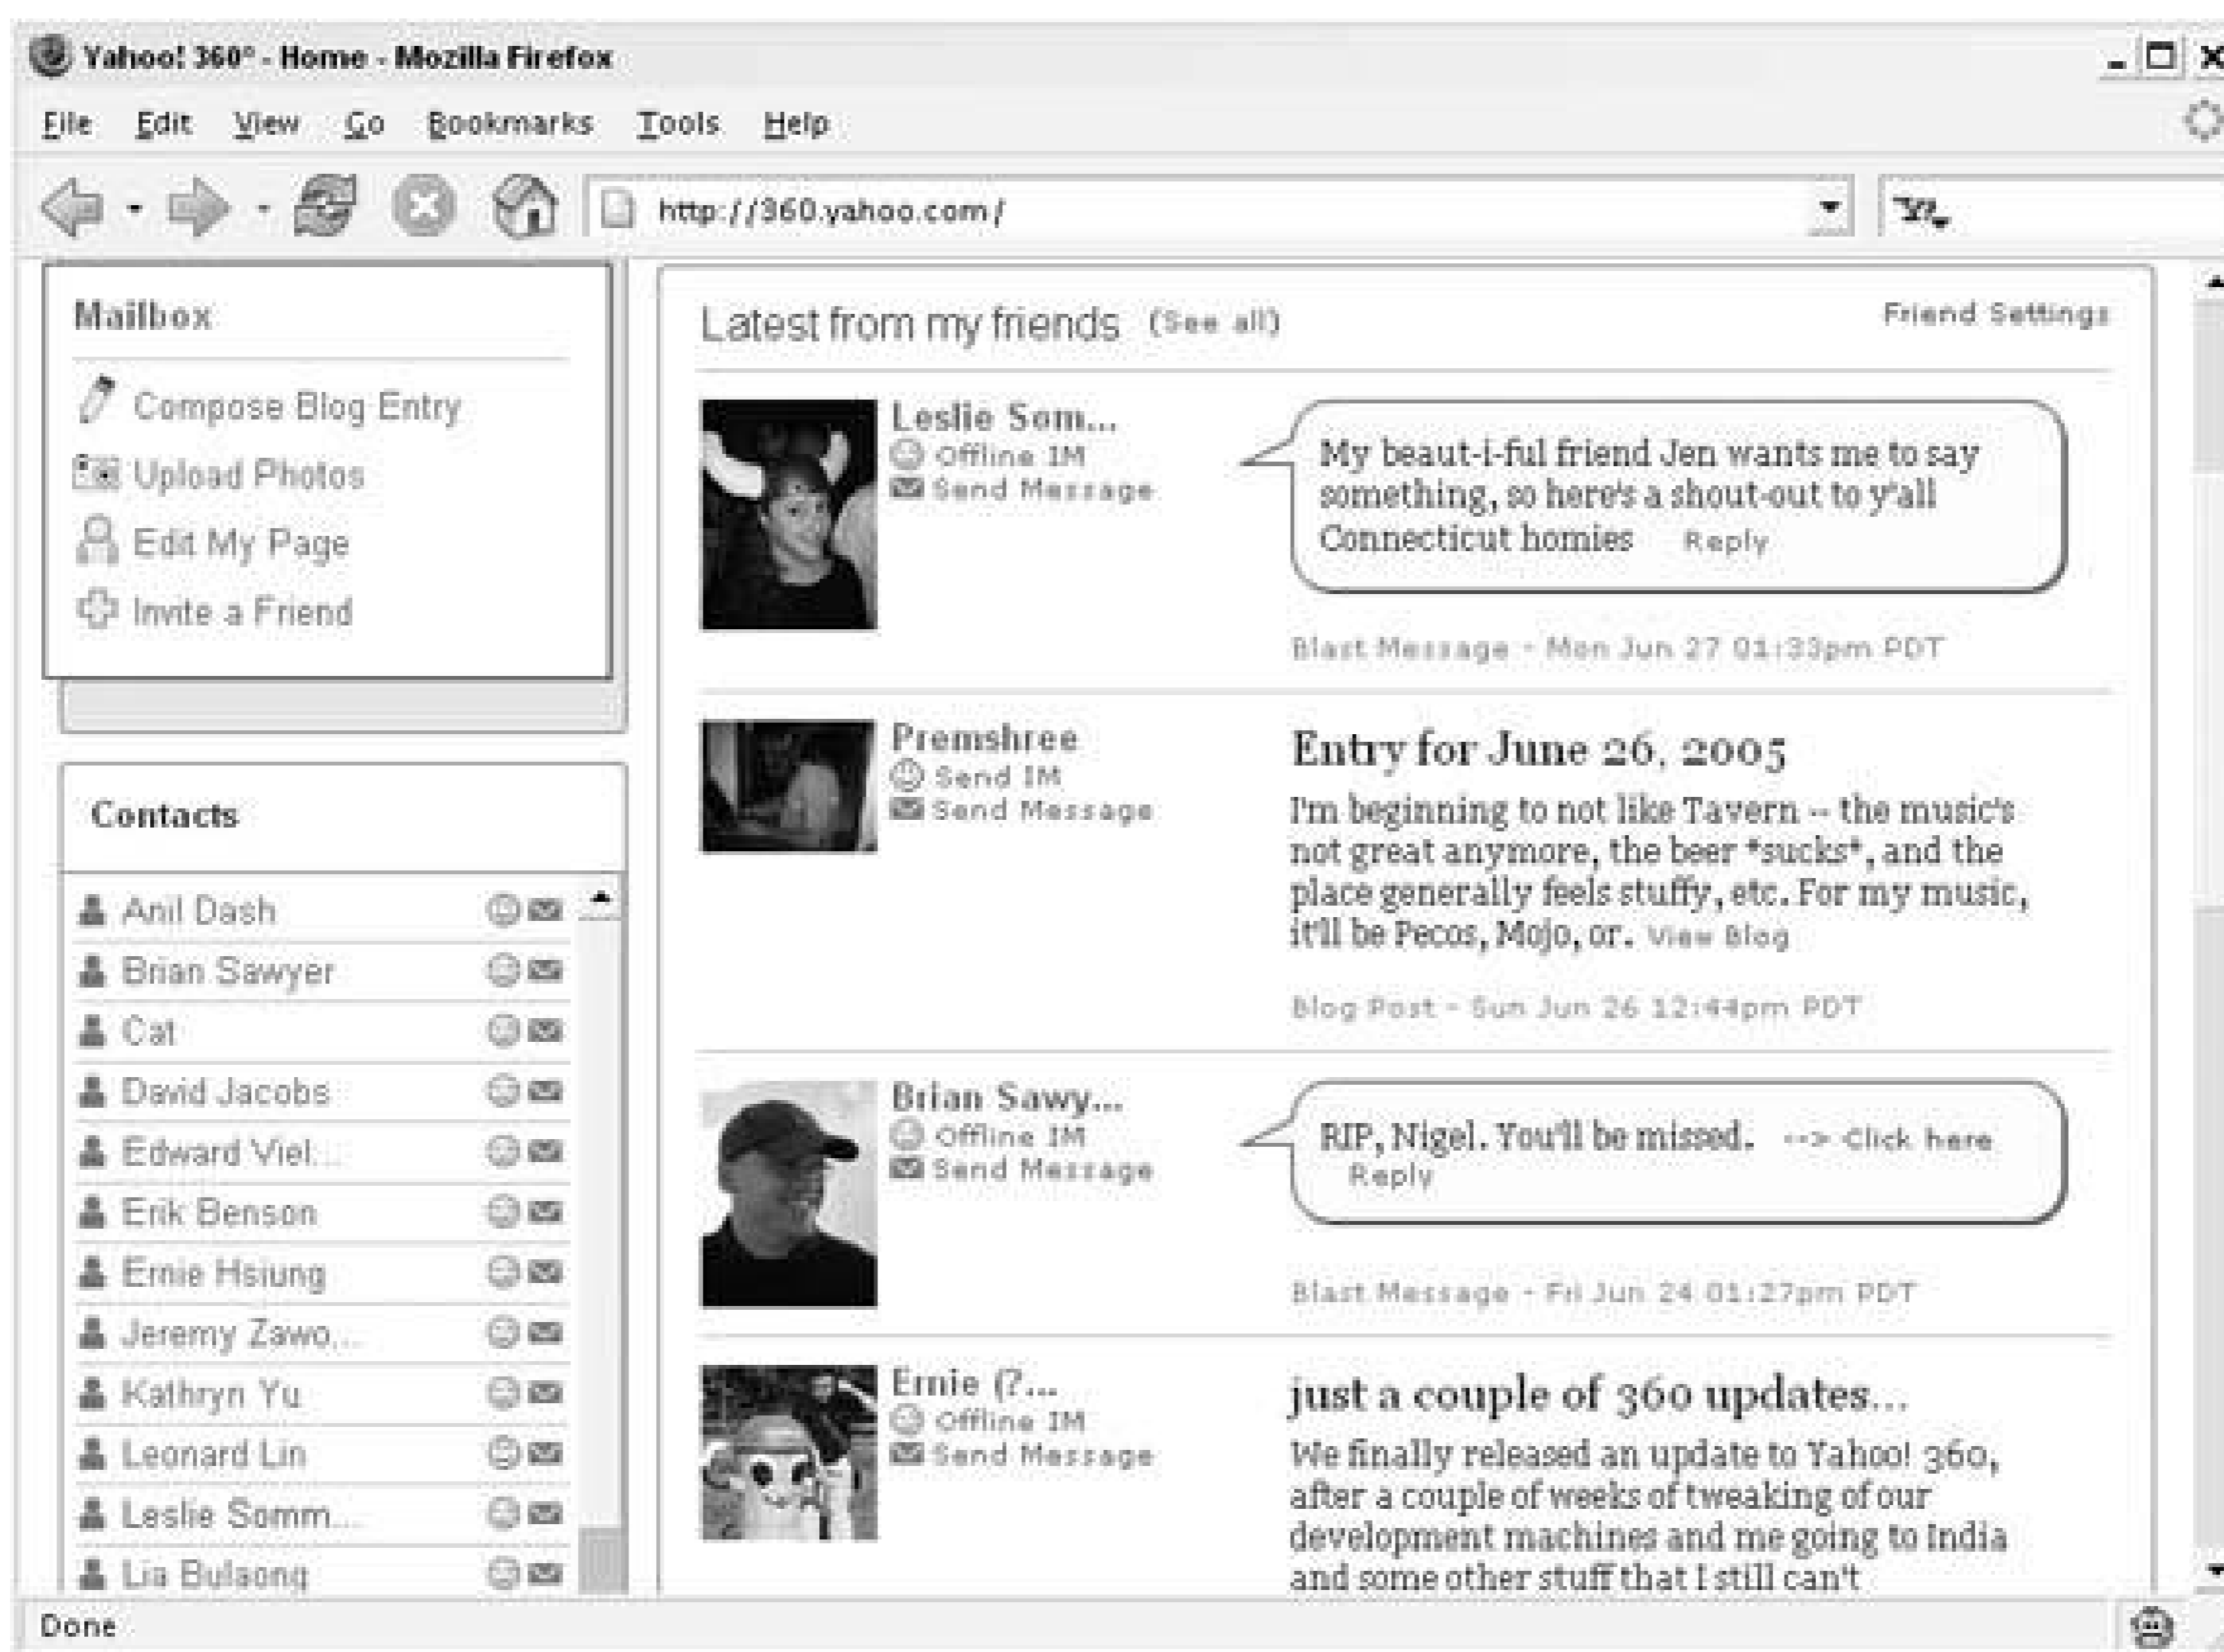 Yahoo! 360° - Home - Mozilla Firefox
File Edit View Go Bookmarks Tools Help
http://360.yahoo.com/
Mailbox
Compose Blog Entry
Upload Photos
Edit My Page
Invite a Friend
Contacts
Anil Dash
Brian Sawyer
Cat
David Jacobs
Edward Viel...
Erik Benson
Ernie Hsiung
Jeremy Zawo...
Kathryn Yu
Leonard Lin
Leslie Somm...
Lia Bulaong
Latest from my friends (See all) Friend Settings
Leslie Som...
Offline IM
Send Message
My beaut-i-ful friend Jen wants me to say
something, so here's a shout-out to y'all
Connecticut homies Reply
Blast Message - Mon Jun 27 01:33pm PDT
Premshree
Send IM
Send Message
Entry for June 26, 2005
I'm beginning to not like Tavern -- the music's
not great anymore, the beer *sucks*, and the
place generally feels stuffy, etc. For my music,
it'll be Pecos, Mojo, or. View Blog
Blog Post - Sun Jun 26 12:44pm PDT
Brian Sawy...
Offline IM
Send Message
RIP, Nigel. You'll be missed. --> Click here
Reply
Blast Message - Fri Jun 24 01:27pm PDT
Ernie (?...
Offline IM
Send Message
just a couple of 360 updates...
We finally released an update to Yahoo! 360,
after a couple of weeks of tweaking of our
development machines and me going to India
and some other stuff that I still can't
Done